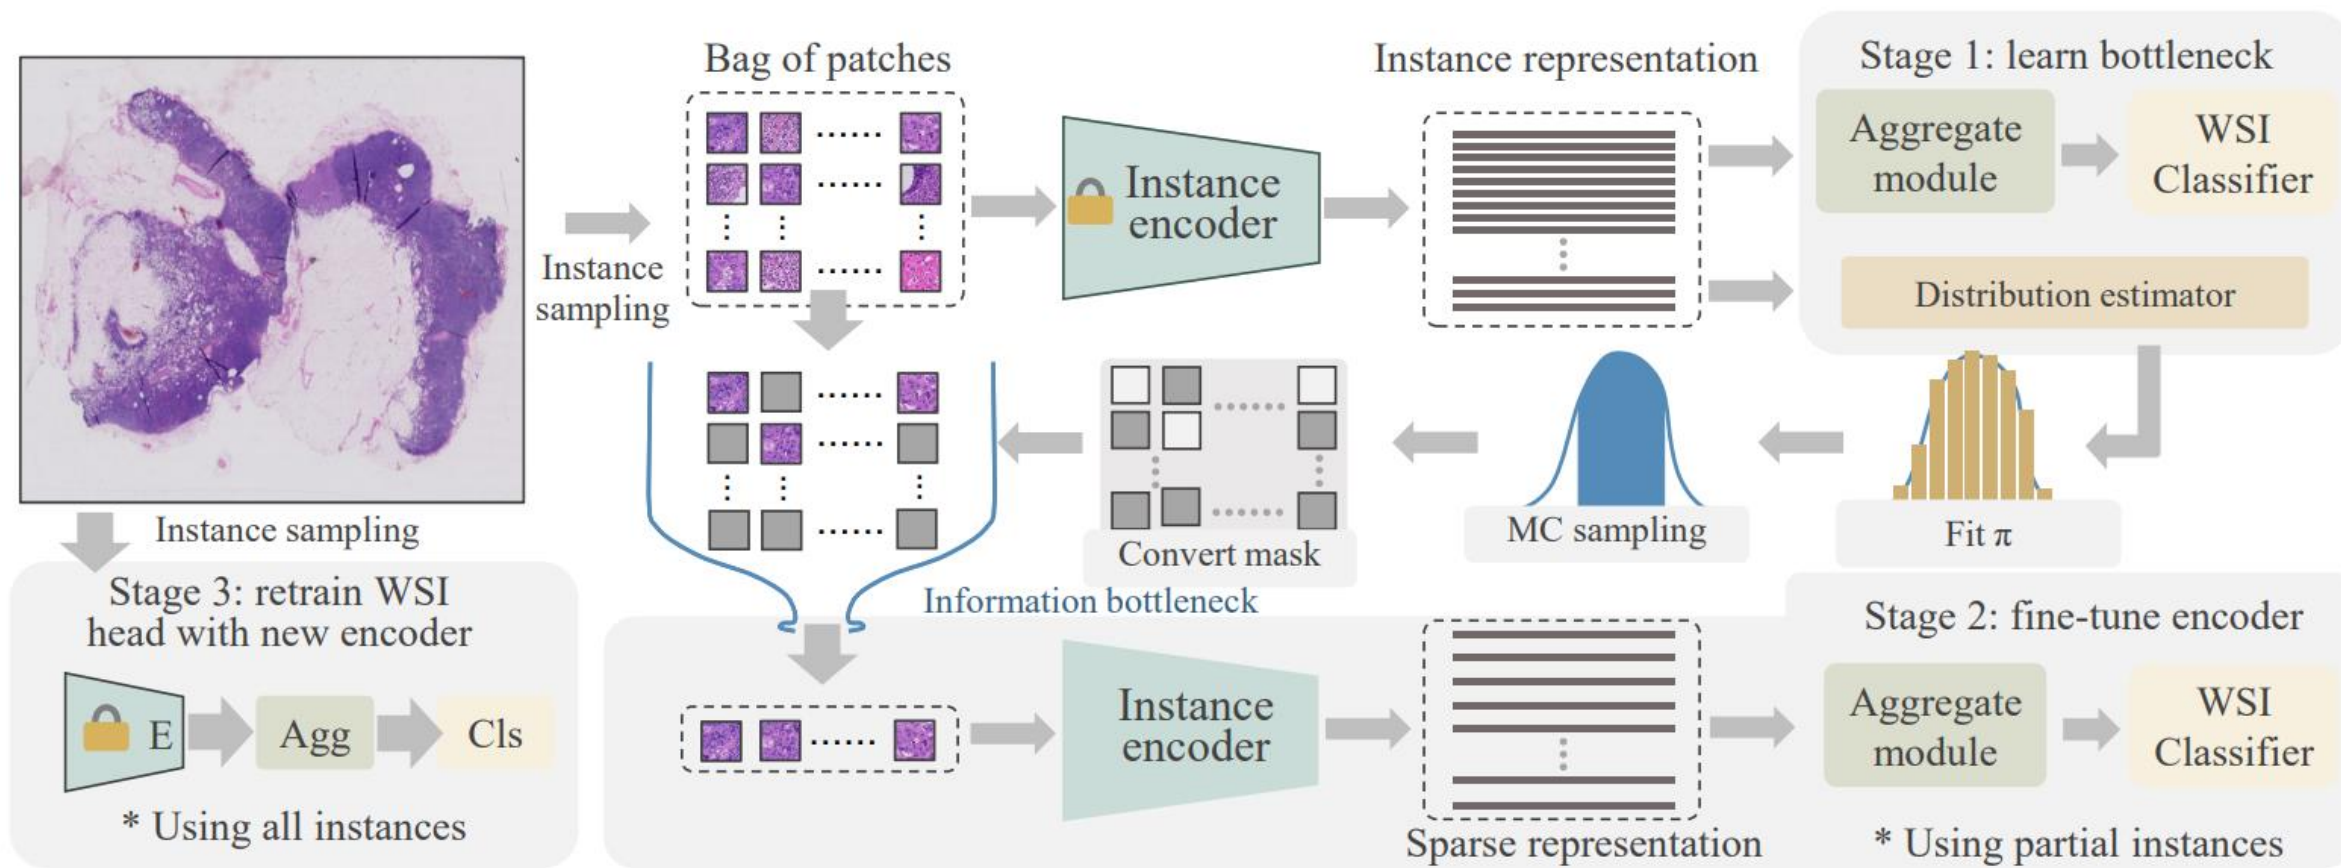 Bag of patches
Instance representation
Stage 1: learn bottleneck
Aggregate
module
WSI
Classifier
Instance
encoder
Instance
sampling
Distribution estimator
Convert mask
MC sampling
Fit π
Instance sampling
Information bottleneck
Stage 3: retrain WSI
head with new encoder
E
Agg
Cls
* Using all instances
Instance
encoder
Sparse representation
Stage 2: fine-tune encoder
Aggregate
module
WSI
Classifier
* Using partial instances